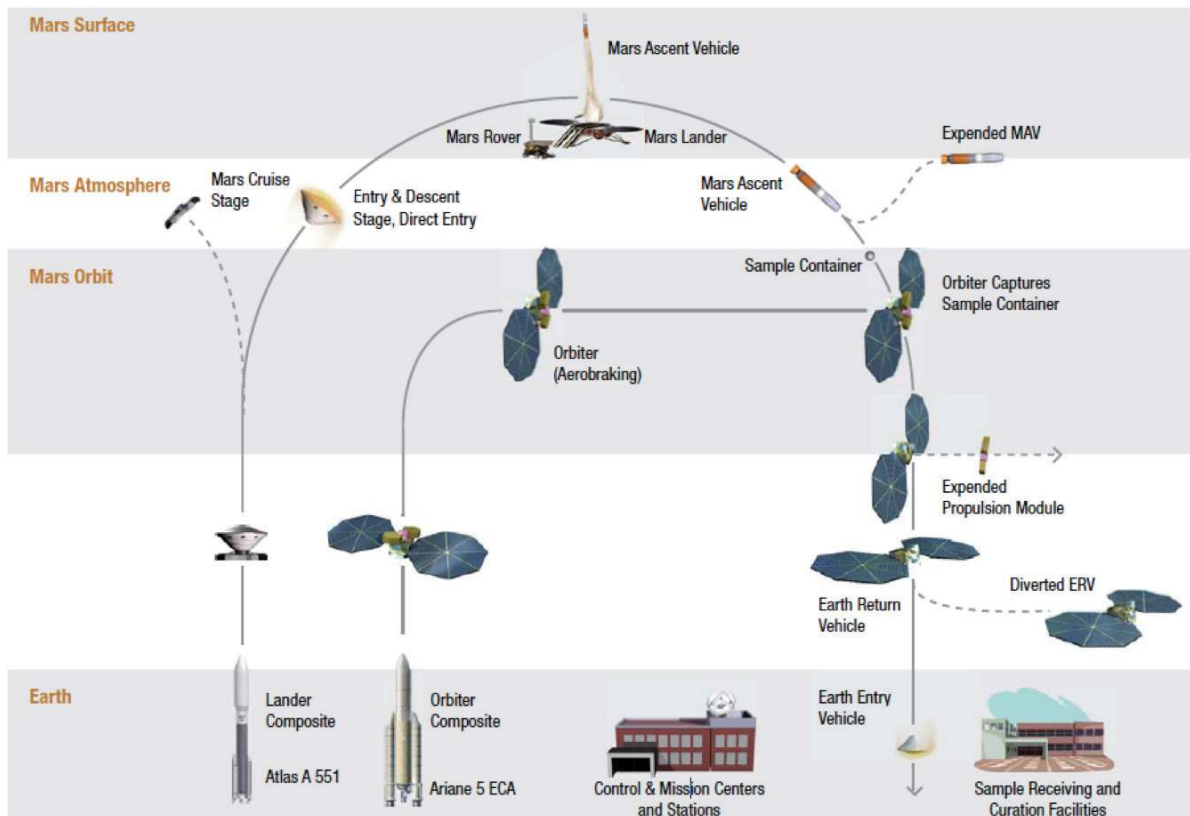 Mars Surface
Mars Ascent Vehicle
Mars Rover
Mars Lander
Expended MAV
Mars Atmosphere
Mars Cruise
Stage
Entry & Descent
Stage, Direct Entry
Mars Ascent
Vehicle
Mars Orbit
Sample Container
Orbiter Captures
Sample Container
Orbiter
(Aerobraking)
Expended
Propulsion Module
Diverted ERV
Earth Return
Vehicle
Earth
Lander
Composite
Atlas A 551
Orbiter
Composite
Ariane 5 ECA
Control & Mission Centers
and Stations
Earth Entry
Vehicle
Sample Receiving and
Curation Facilities